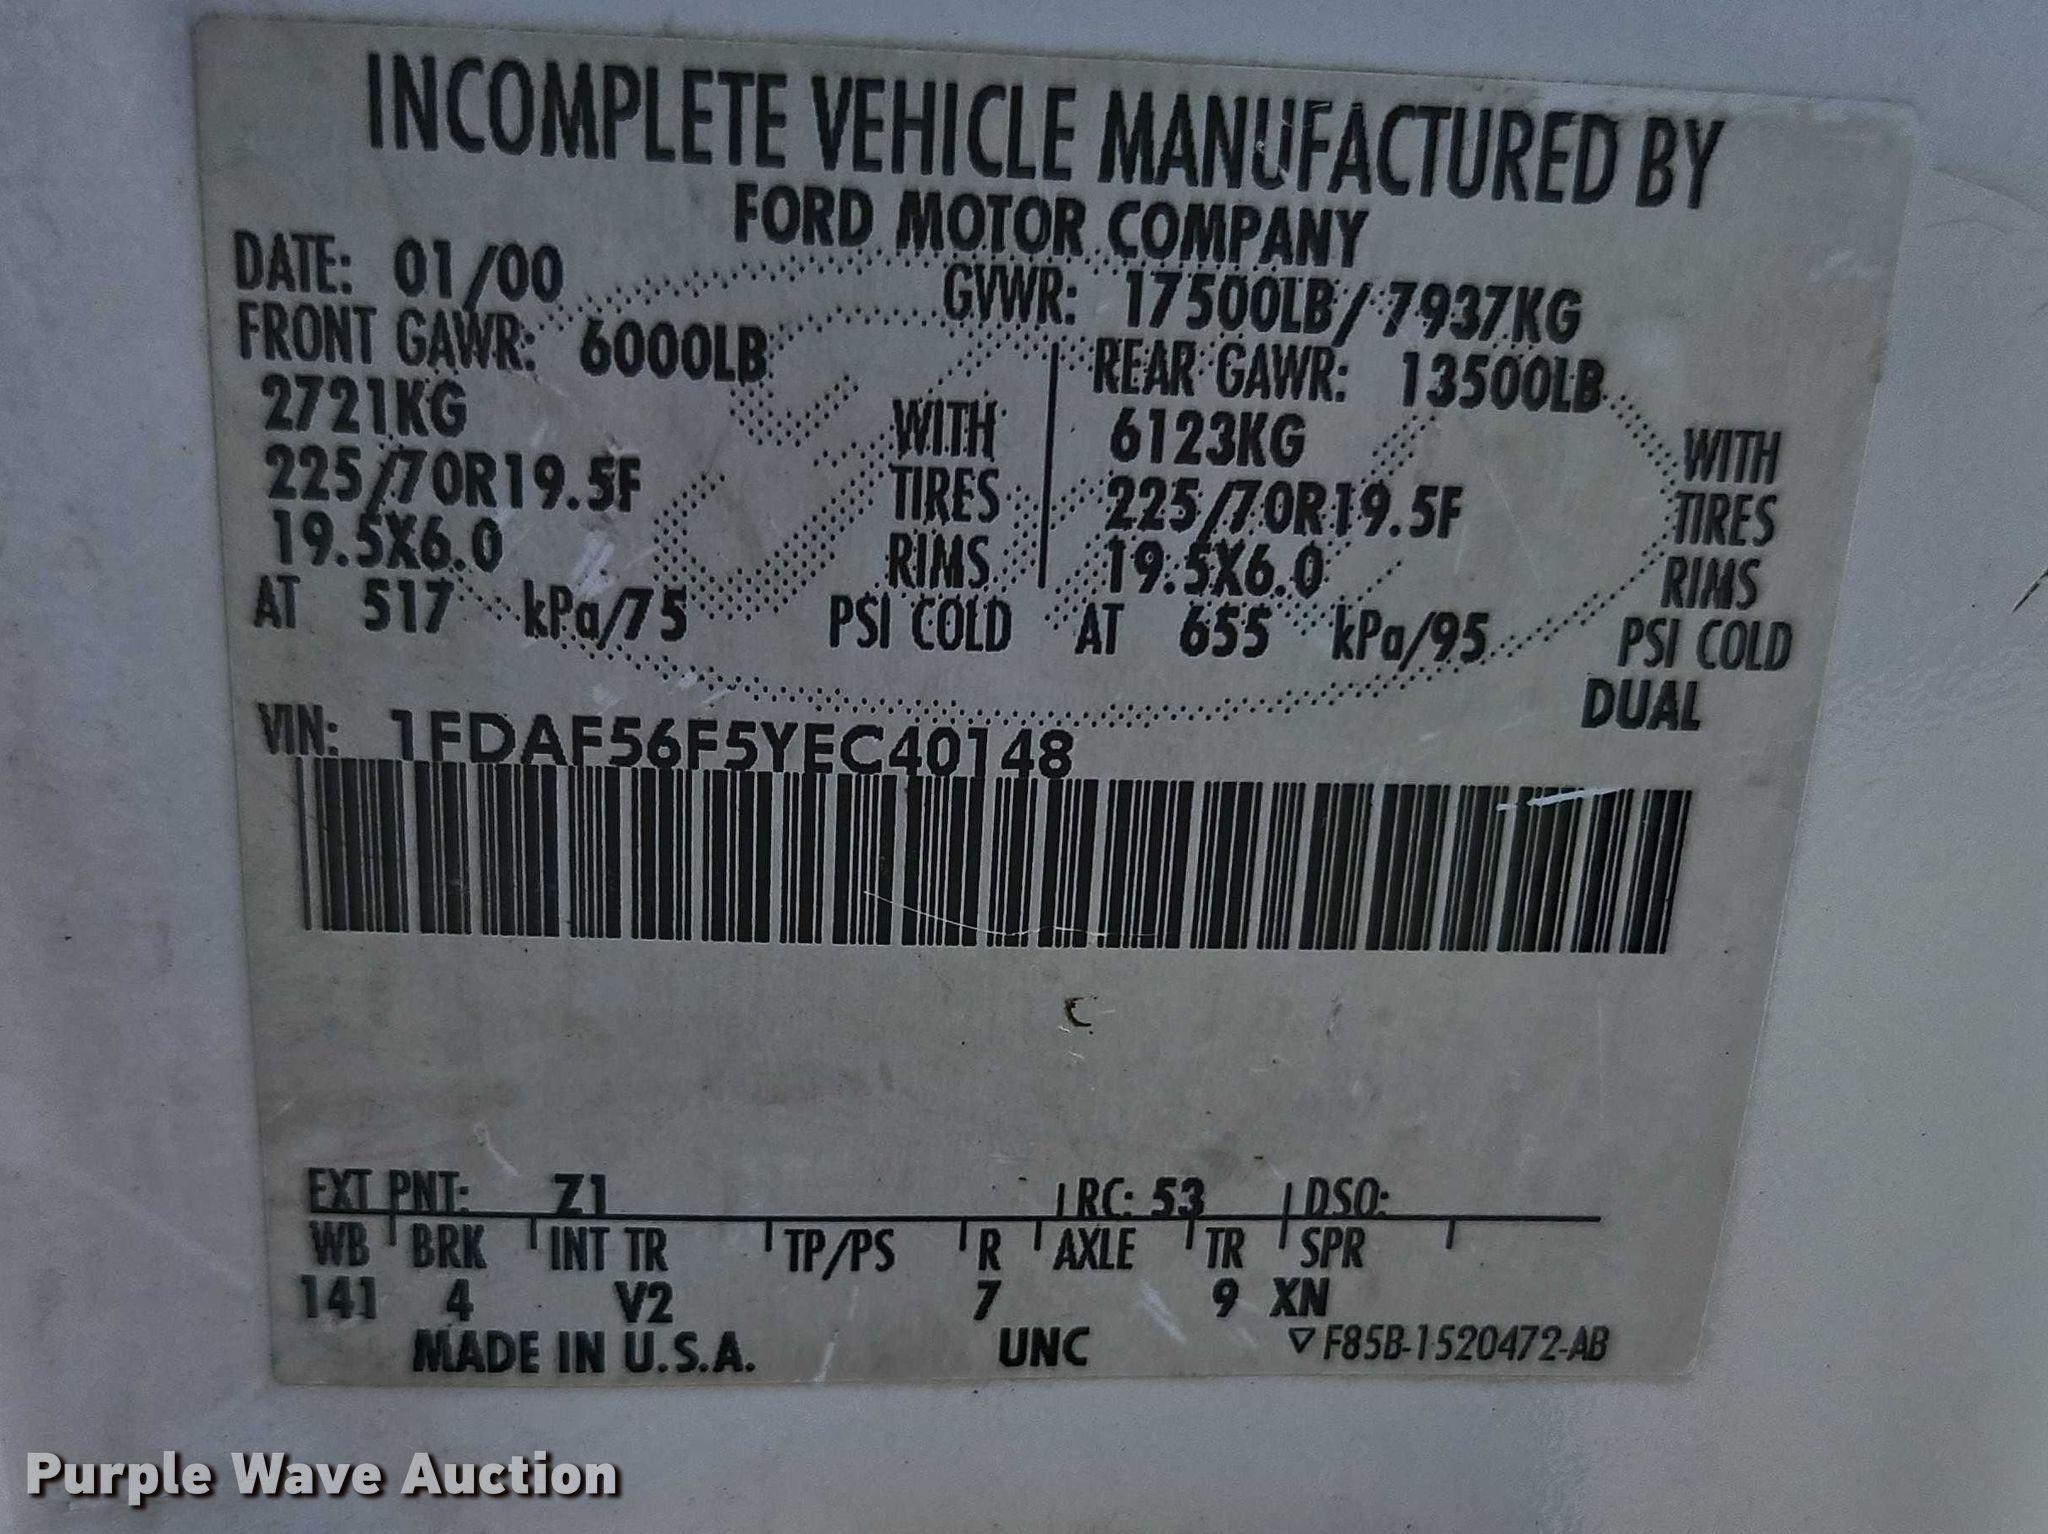 INCOMPLETE VEHICLE MANUFACTURED BY
FORD MOTOR COMPANY
DATE: 01/00 GVWR: 17500LB/7937KG
FRONT GAWR: 6000LB REAR GAWR: 13500LB
2721KG WITH 6123KG WITH
225/70R19.5F TIRES 225/70R19.5F TIRES
19.5X6.0 RIMS 19.5X6.0 RIMS
AT 517 kPa/75 PSI COLD AT 655 kPa/95 PSI COLD
DUAL
VIN: 1FDAF56F5YEC40148
EXT PNT: Z1 RC: 53 DSO:
WB BRK INT TR TP/PS R AXLE TR SPR
141 4 V2 7 9 XN
MADE IN U.S.A. UNC ▽F85B-1520472-AB
Purple Wave Auction